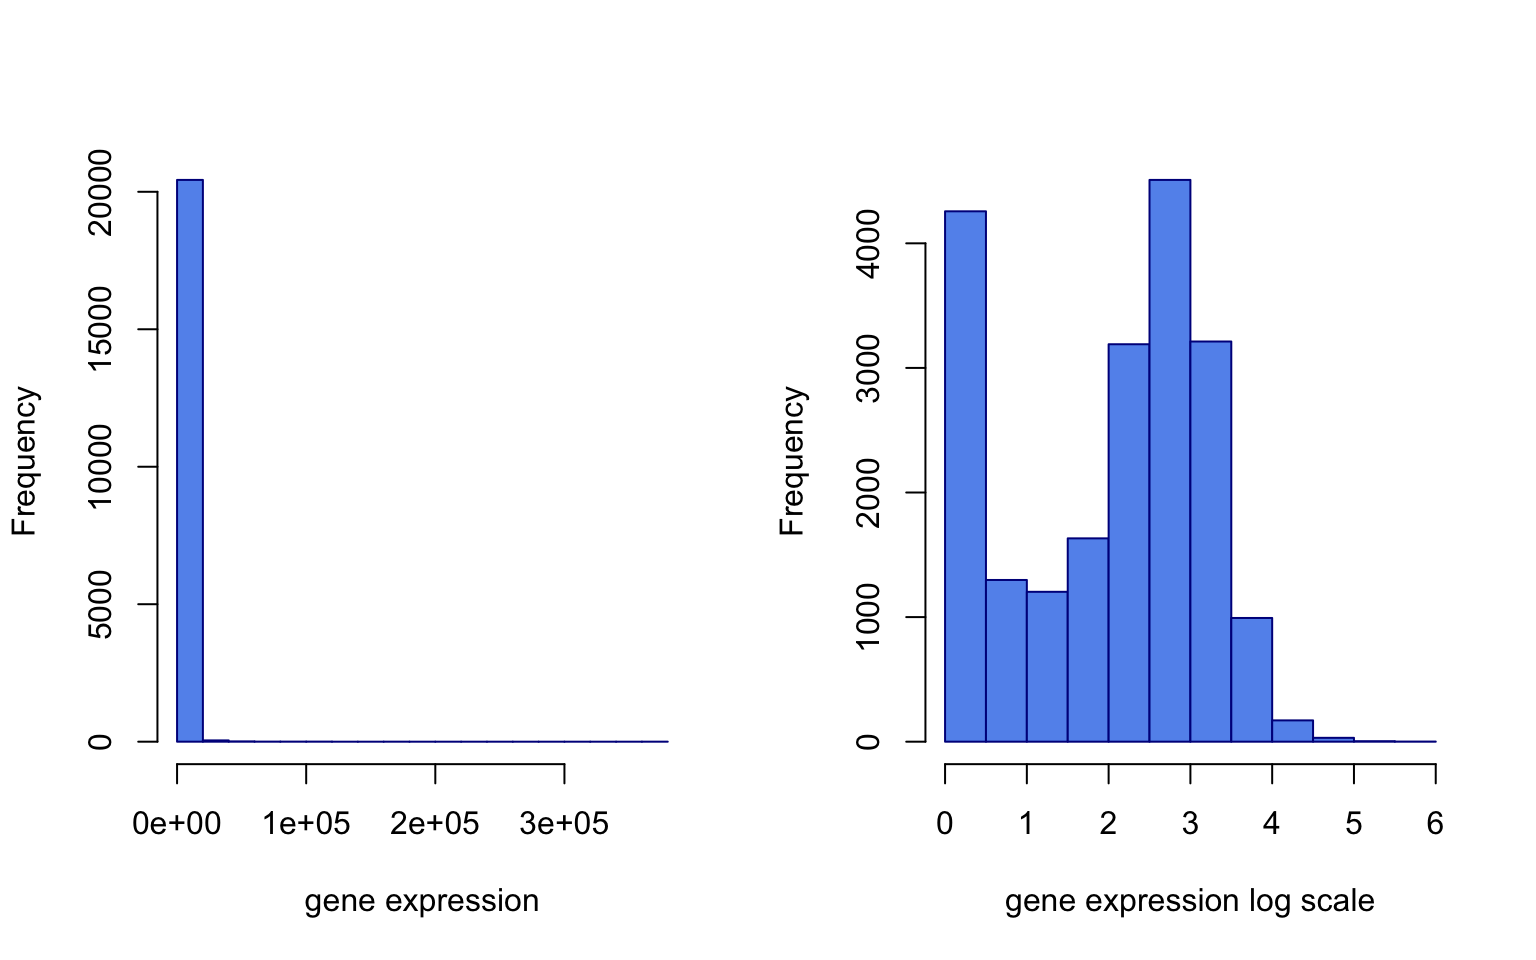 Frequency
20000
15000
10000
5000
0
0e+00 1e+05 2e+05 3e+05
gene expression
Frequency
4000
3000
2000
1000
0
0 1 2 3 4 5 6
gene expression log scale